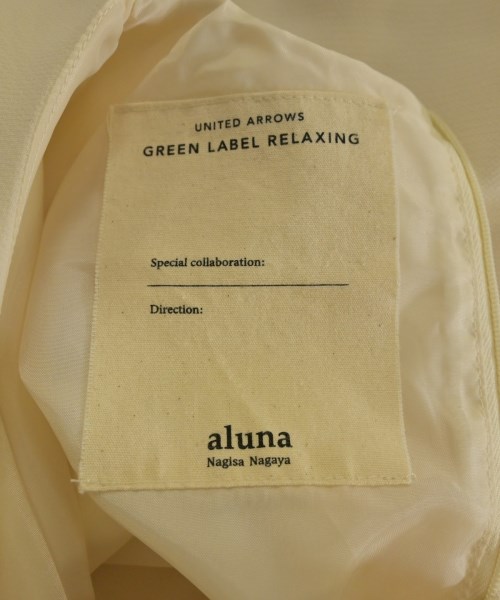 UNITED ARROWS
GREEN LABEL RELAXING
Special collaboration:
Direction:
aluna
Nagisa Nagaya